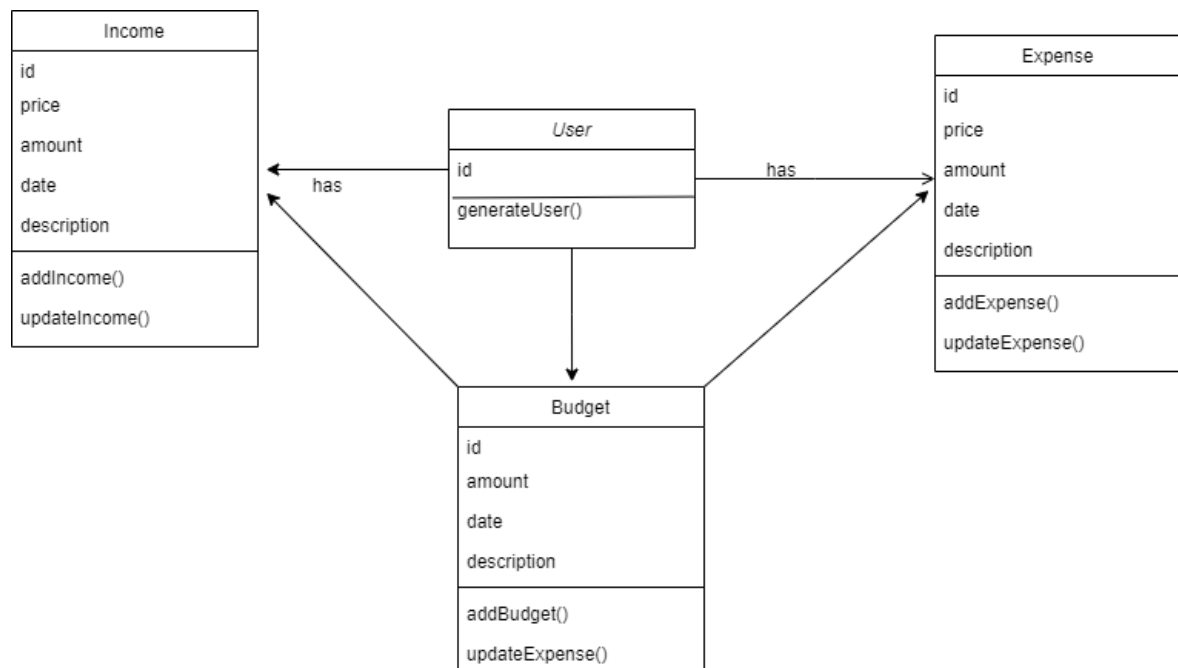 Income
id
price
amount
date
description
addIncome()
updateIncome()
has
User
id
generateUser()
has
Expense
id
price
amount
date
description
addExpense()
updateExpense()
Budget
id
amount
date
description
addBudget()
updateExpense()